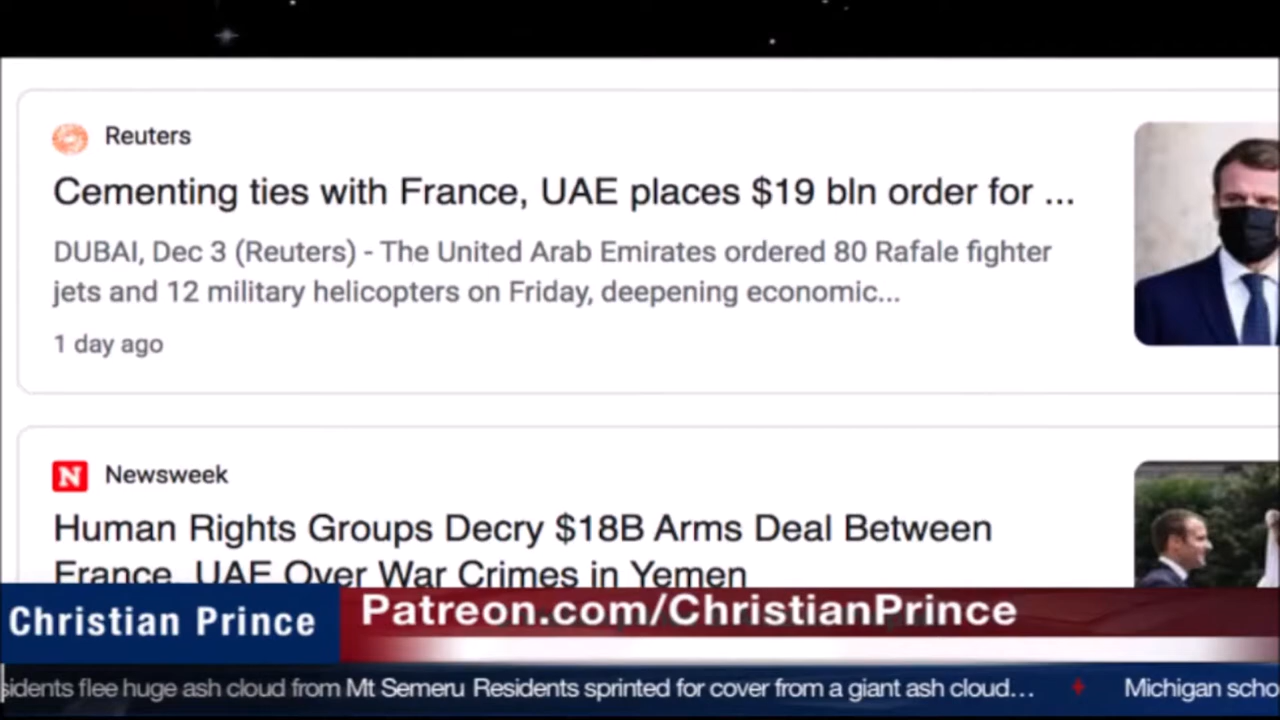 Reuters
Cementing ties with France, UAE places $19 bln order for ...
DUBAI, Dec 3 (Reuters) - The United Arab Emirates ordered 80 Rafale fighter
jets and 12 military helicopters on Friday, deepening economic...
1 day ago
N Newsweek
Human Rights Groups Decry $18B Arms Deal Between
France, UAE Over War Crimes in Yemen
Christian Prince
Patreon.com/ChristianPrince
sidents flee huge ash cloud from Mt Semeru Residents sprinted for cover from a giant ash cloud... Michigan scho